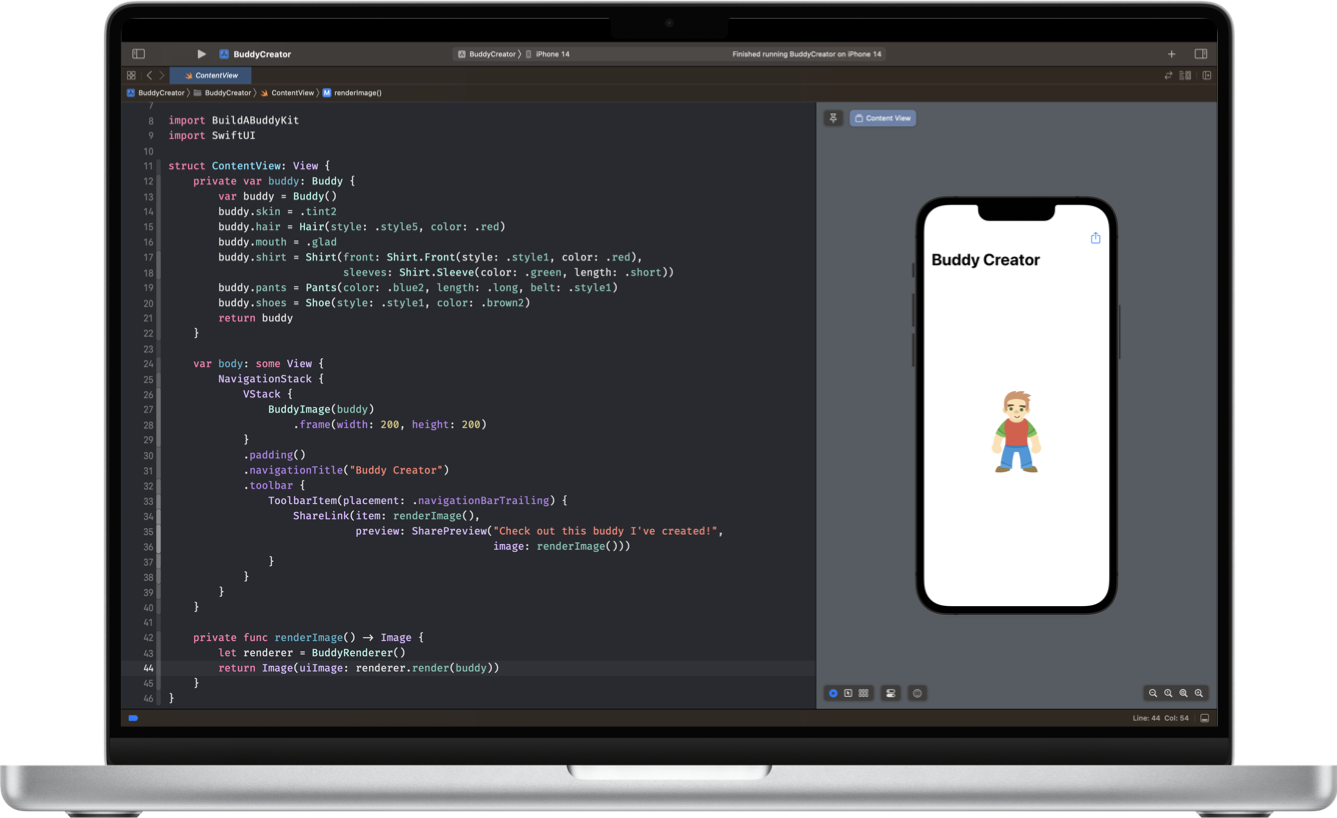 BuddyCreator
BuddyCreator 〉 iPhone 14
Finished running BuddyCreator on iPhone 14
ContentView
BuddyCreator 〉 BuddyCreator 〉 ContentView 〉 M renderImage()
7
8 import BuildABuddyKit
9 import SwiftUI
10
11 struct ContentView: View {
12 private var buddy: Buddy {
13 var buddy = Buddy()
14 buddy.skin = .tint2
15 buddy.hair = Hair(style: .style5, color: .red)
16 buddy.mouth = .glad
17 buddy.shirt = Shirt(front: Shirt.Front(style: .style1, color: .red),
18 sleeves: Shirt.Sleeve(color: .green, length: .short))
19 buddy.pants = Pants(color: .blue2, length: .long, belt: .style1)
20 buddy.shoes = Shoe(style: .style1, color: .brown2)
21 return buddy
22 }
23
24 var body: some View {
25 NavigationStack {
26 VStack {
27 BuddyImage(buddy)
28 .frame(width: 200, height: 200)
29 }
30 .padding()
31 .navigationTitle("Buddy Creator")
32 .toolbar {
33 ToolbarItem(placement: .navigationBarTrailing) {
34 ShareLink(item: renderImage(),
35 preview: SharePreview("Check out this buddy I've created!",
36 image: renderImage()))
37 }
38 }
39 }
40 }
41
42 private func renderImage() -> Image {
43 let renderer = BuddyRenderer()
44 return Image(uiImage: renderer.render(buddy))
45 }
46 }
Content View
Buddy Creator
Line: 44 Col: 54